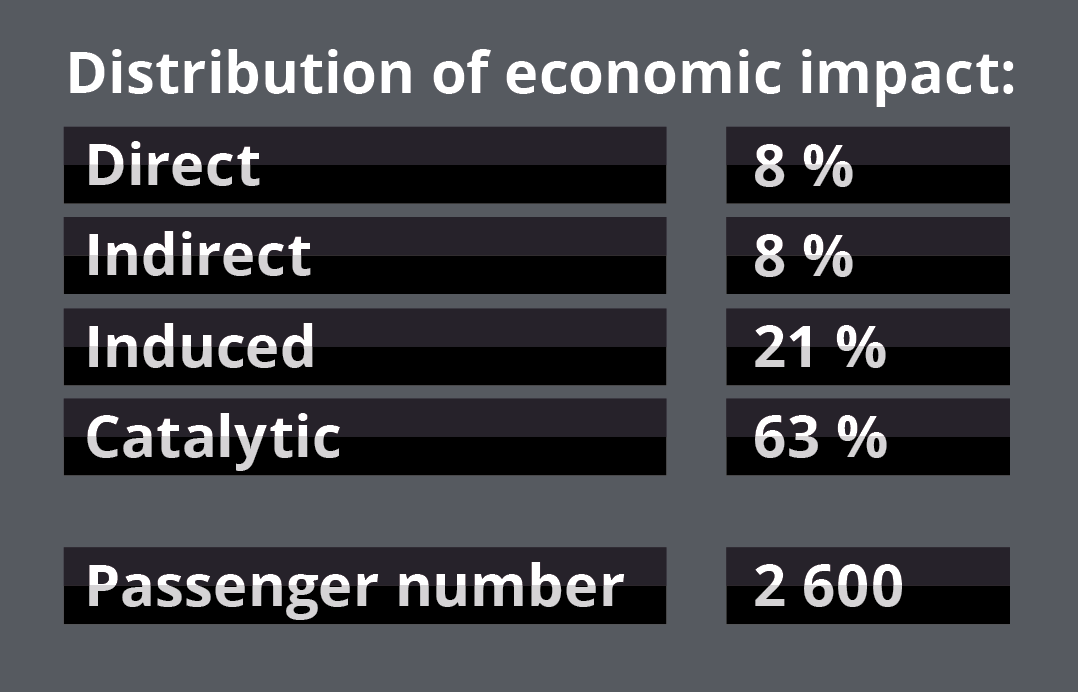 Distribution of economic impact:
Direct 8 %
Indirect 8 %
Induced 21 %
Catalytic 63 %
Passenger number 2 600